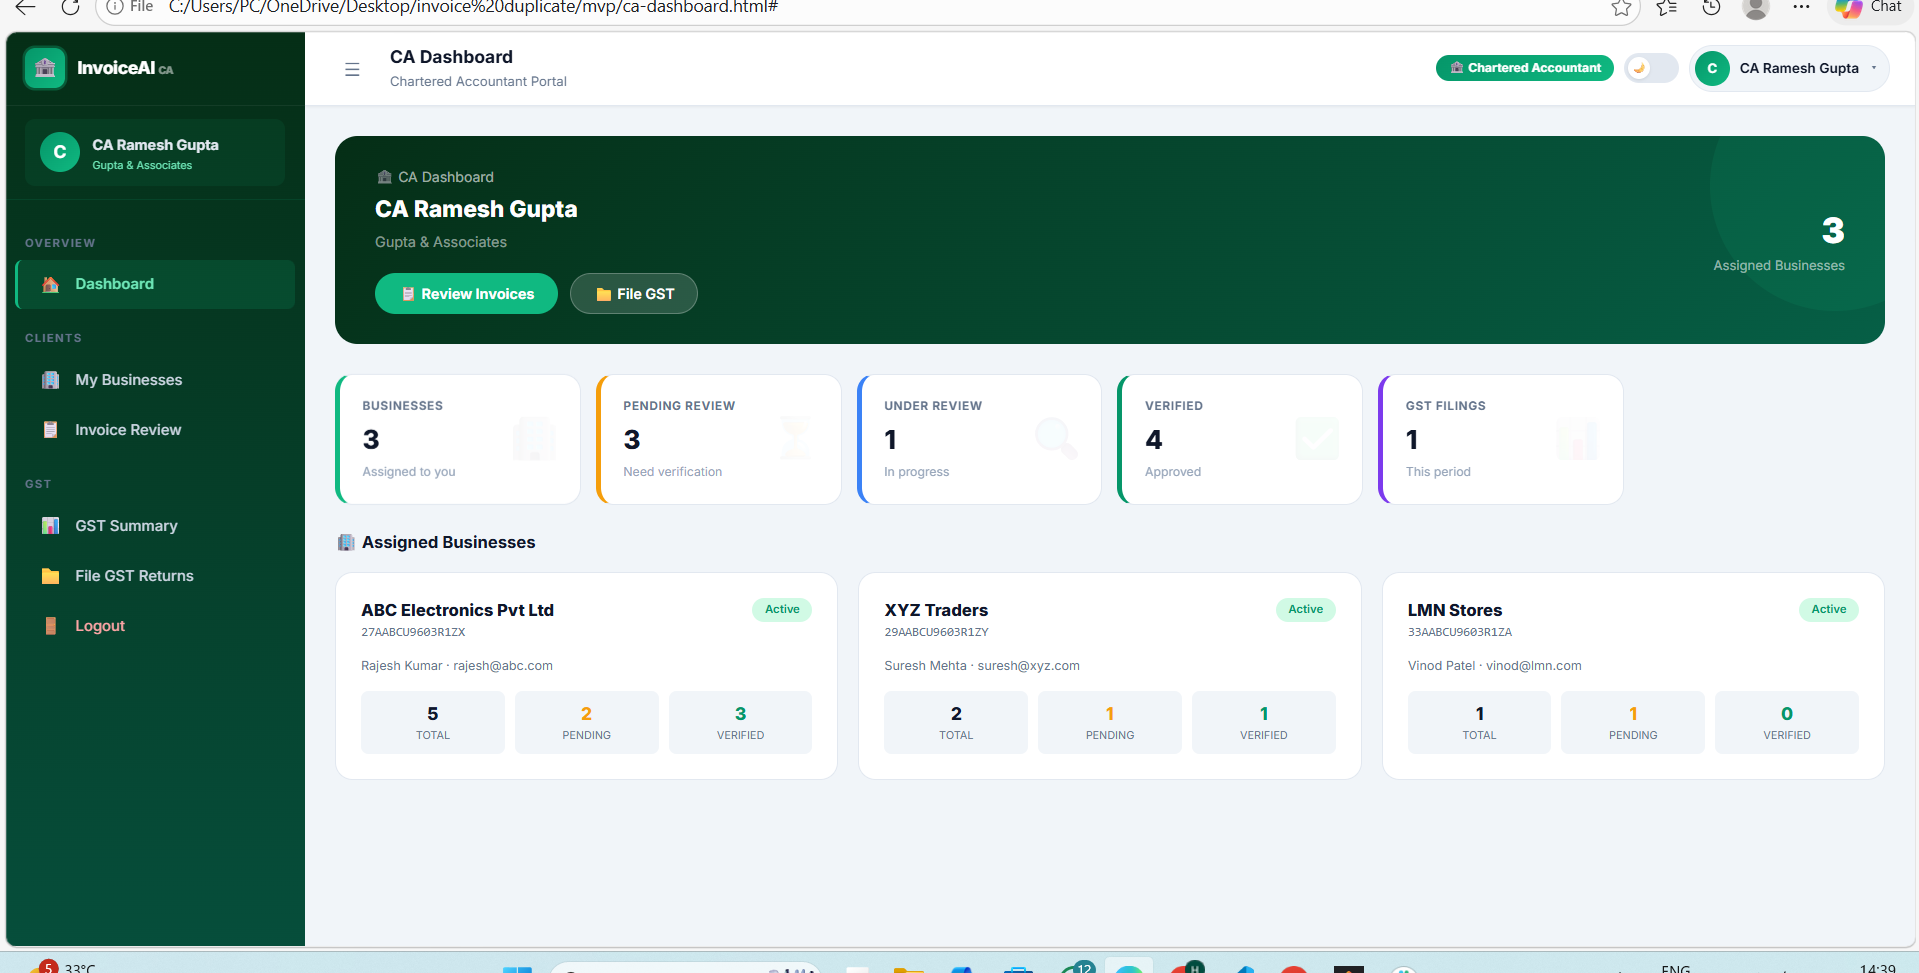 File C:/Users/PC/OneDrive/Desktop/invoice%20duplicate/mvp/ca-dashboard.html#
Chat
InvoiceAI CA
CA Ramesh Gupta
Gupta & Associates
OVERVIEW
Dashboard
CLIENTS
My Businesses
Invoice Review
GST
GST Summary
File GST Returns
Logout
CA Dashboard
Chartered Accountant Portal
Chartered Accountant
C CA Ramesh Gupta
C
CA Dashboard
CA Ramesh Gupta
Gupta & Associates
Review Invoices
File GST
3
Assigned Businesses
BUSINESSES
3
Assigned to you
PENDING REVIEW
3
Need verification
UNDER REVIEW
1
In progress
VERIFIED
4
Approved
GST FILINGS
1
This period
Assigned Businesses
ABC Electronics Pvt Ltd
Active
27AABCU9603R1ZX
Rajesh Kumar · rajesh@abc.com
5
TOTAL
2
PENDING
3
VERIFIED
XYZ Traders
Active
29AABCU9603R1ZY
Suresh Mehta · suresh@xyz.com
2
TOTAL
1
PENDING
1
VERIFIED
LMN Stores
Active
33AABCU9603R1ZA
Vinod Patel · vinod@lmn.com
1
TOTAL
1
PENDING
0
VERIFIED
5
33°C
12
H
ENG
14:39